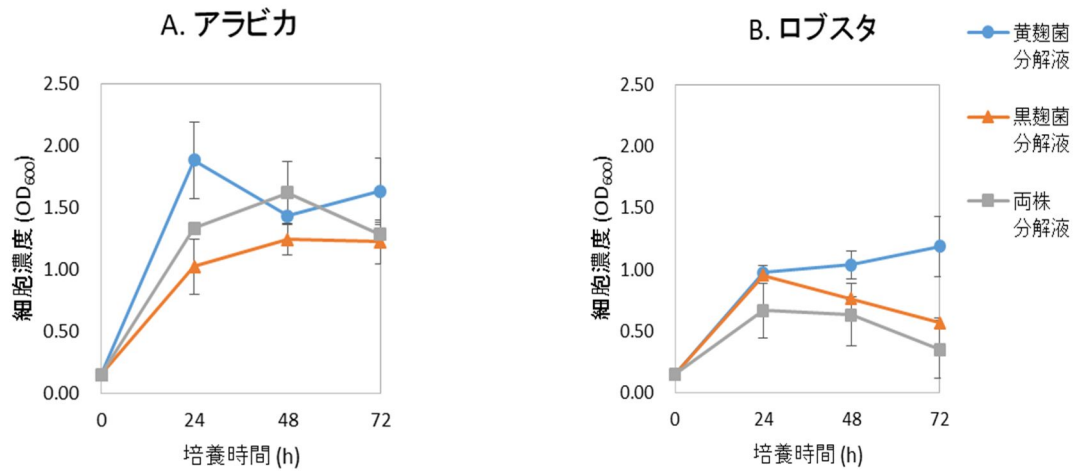 A. アラビカ
2.50
2.00
1.50
1.00
0.50
0.00
細胞濃度 (OD600)
0 24 48 72
培養時間 (h)
B. ロブスタ
2.50
2.00
1.50
1.00
0.50
0.00
細胞濃度 (OD600)
0 24 48 72
培養時間 (h)
黄麹菌
分解液
黒麹菌
分解液
両株
分解液